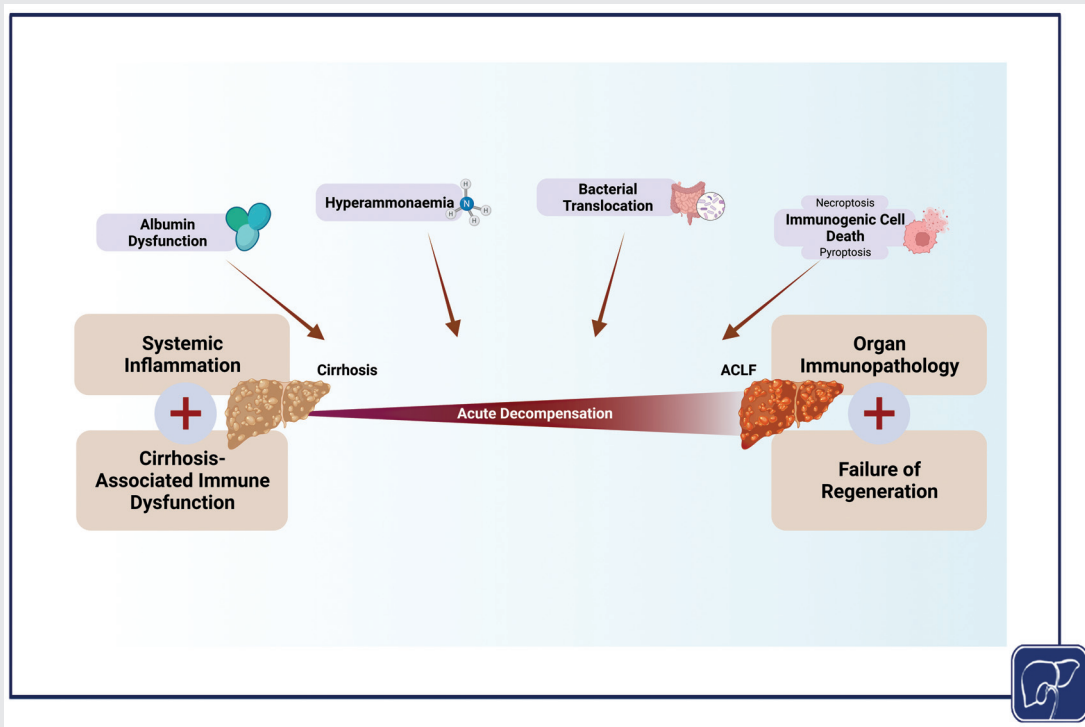 Albumin
Dysfunction
Hyperammonaemia
H
N
H
H
H
Bacterial
Translocation
Necroptosis
Immunogenic Cell
Death
Pyroptosis
Systemic
Inflammation
+
Cirrhosis-
Associated Immune
Dysfunction
Cirrhosis
Acute Decompensation
ACLF
Organ
Immunopathology
+
Failure of
Regeneration